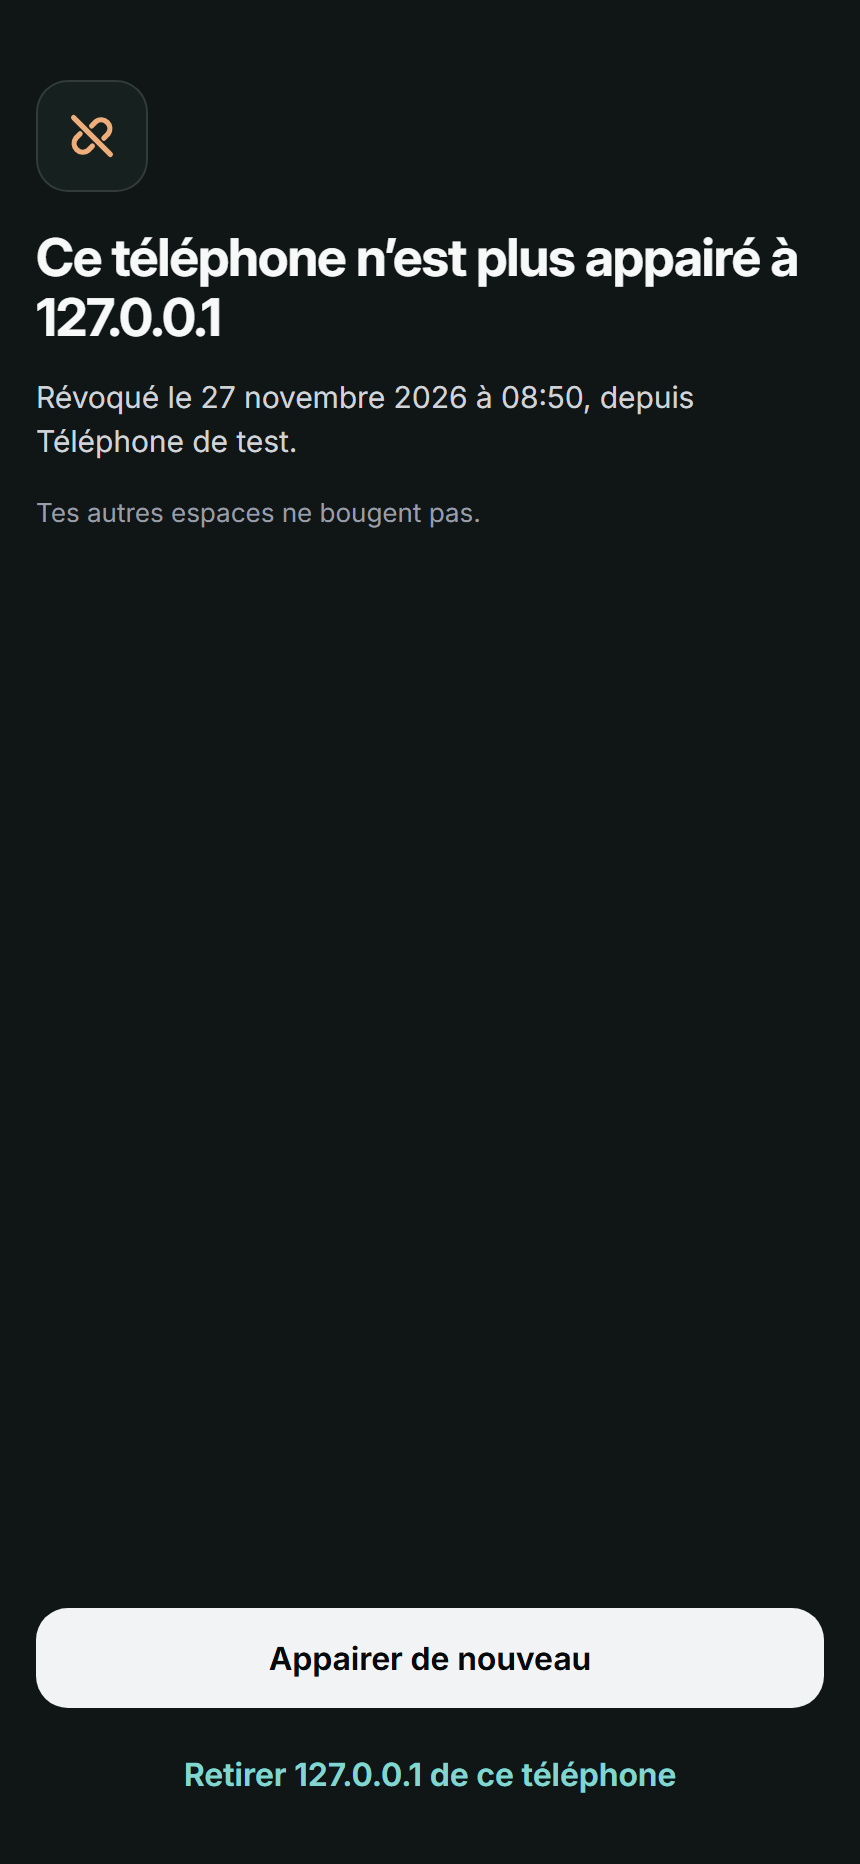 Ce téléphone n’est plus appairé à
127.0.0.1
Révoqué le 27 novembre 2026 à 08:50, depuis
Téléphone de test.
Tes autres espaces ne bougent pas.
Appairer de nouveau
Retirer 127.0.0.1 de ce téléphone